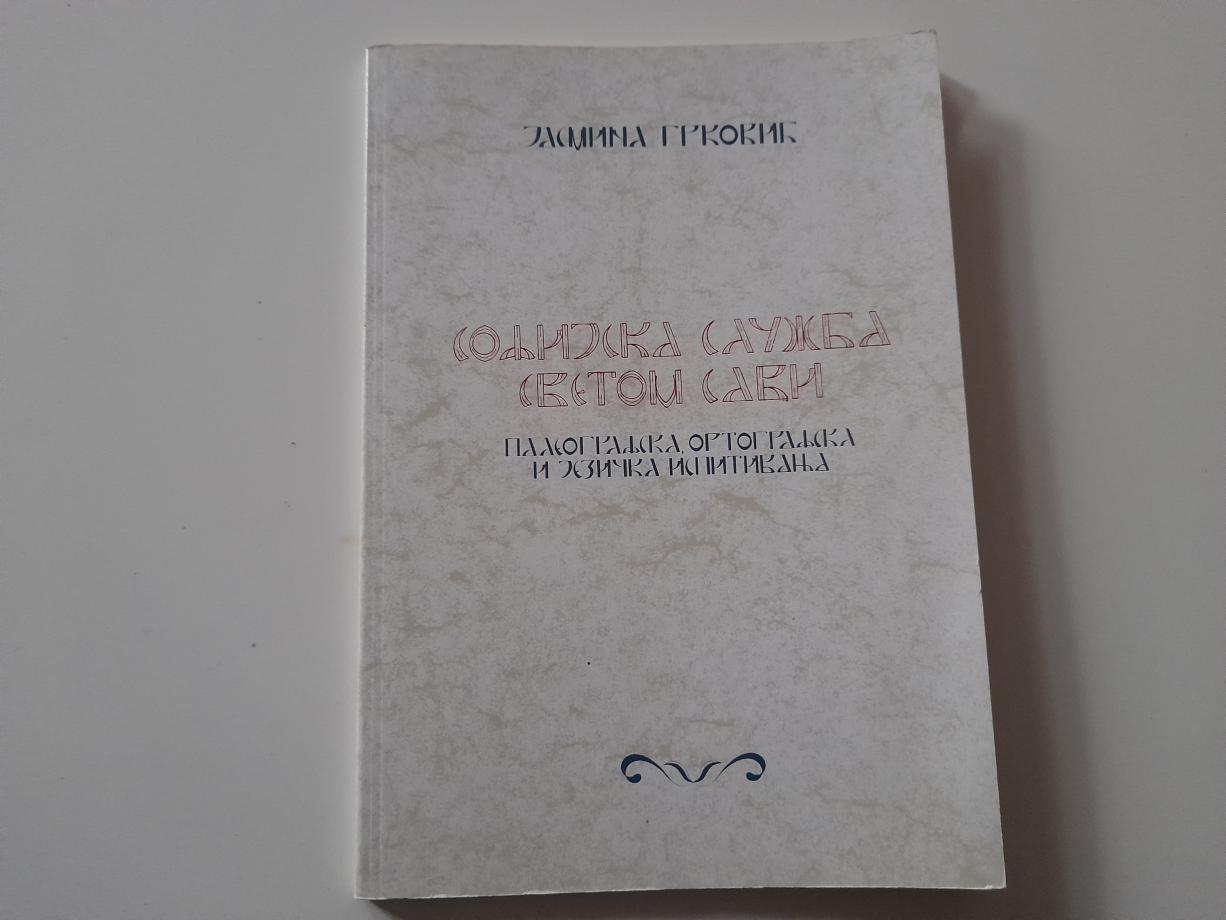 ЈАСМИНА ГРКОВИЋ
СОФИЈСКА СЛУЖБА
СВЕТОМ САВИ
ПАЛЕОГРАФСКА, ОРТОГРАФСКА
И ЈЕЗИЧКА ИСПИТИВАЊА